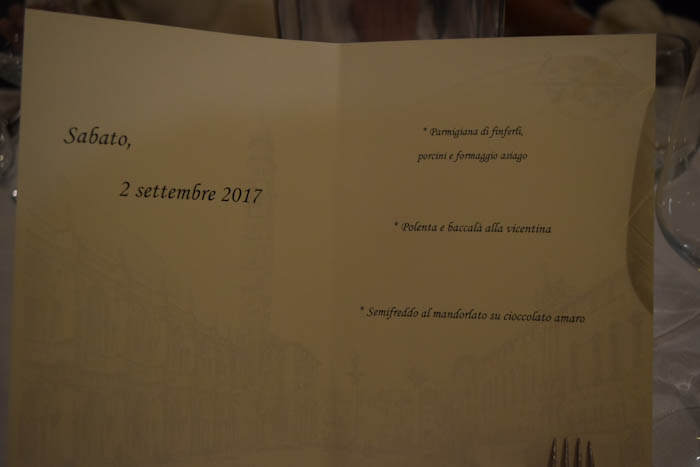 Sabato,
2 settembre 2017
* Parmigiana di finferli,
porcini e formaggio asiago
* Polenta e baccalà alla vicentina
* Semifreddo al mandorlato su cioccolato amaro